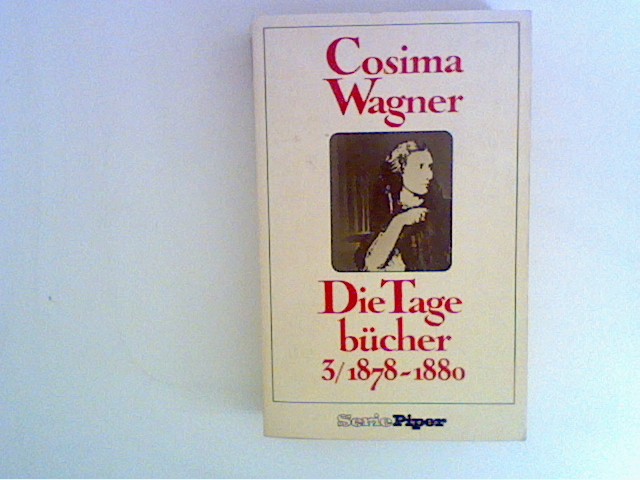 Cosima
Wagner
Die Tage
bücher
3/1878-1880
Serie Piper